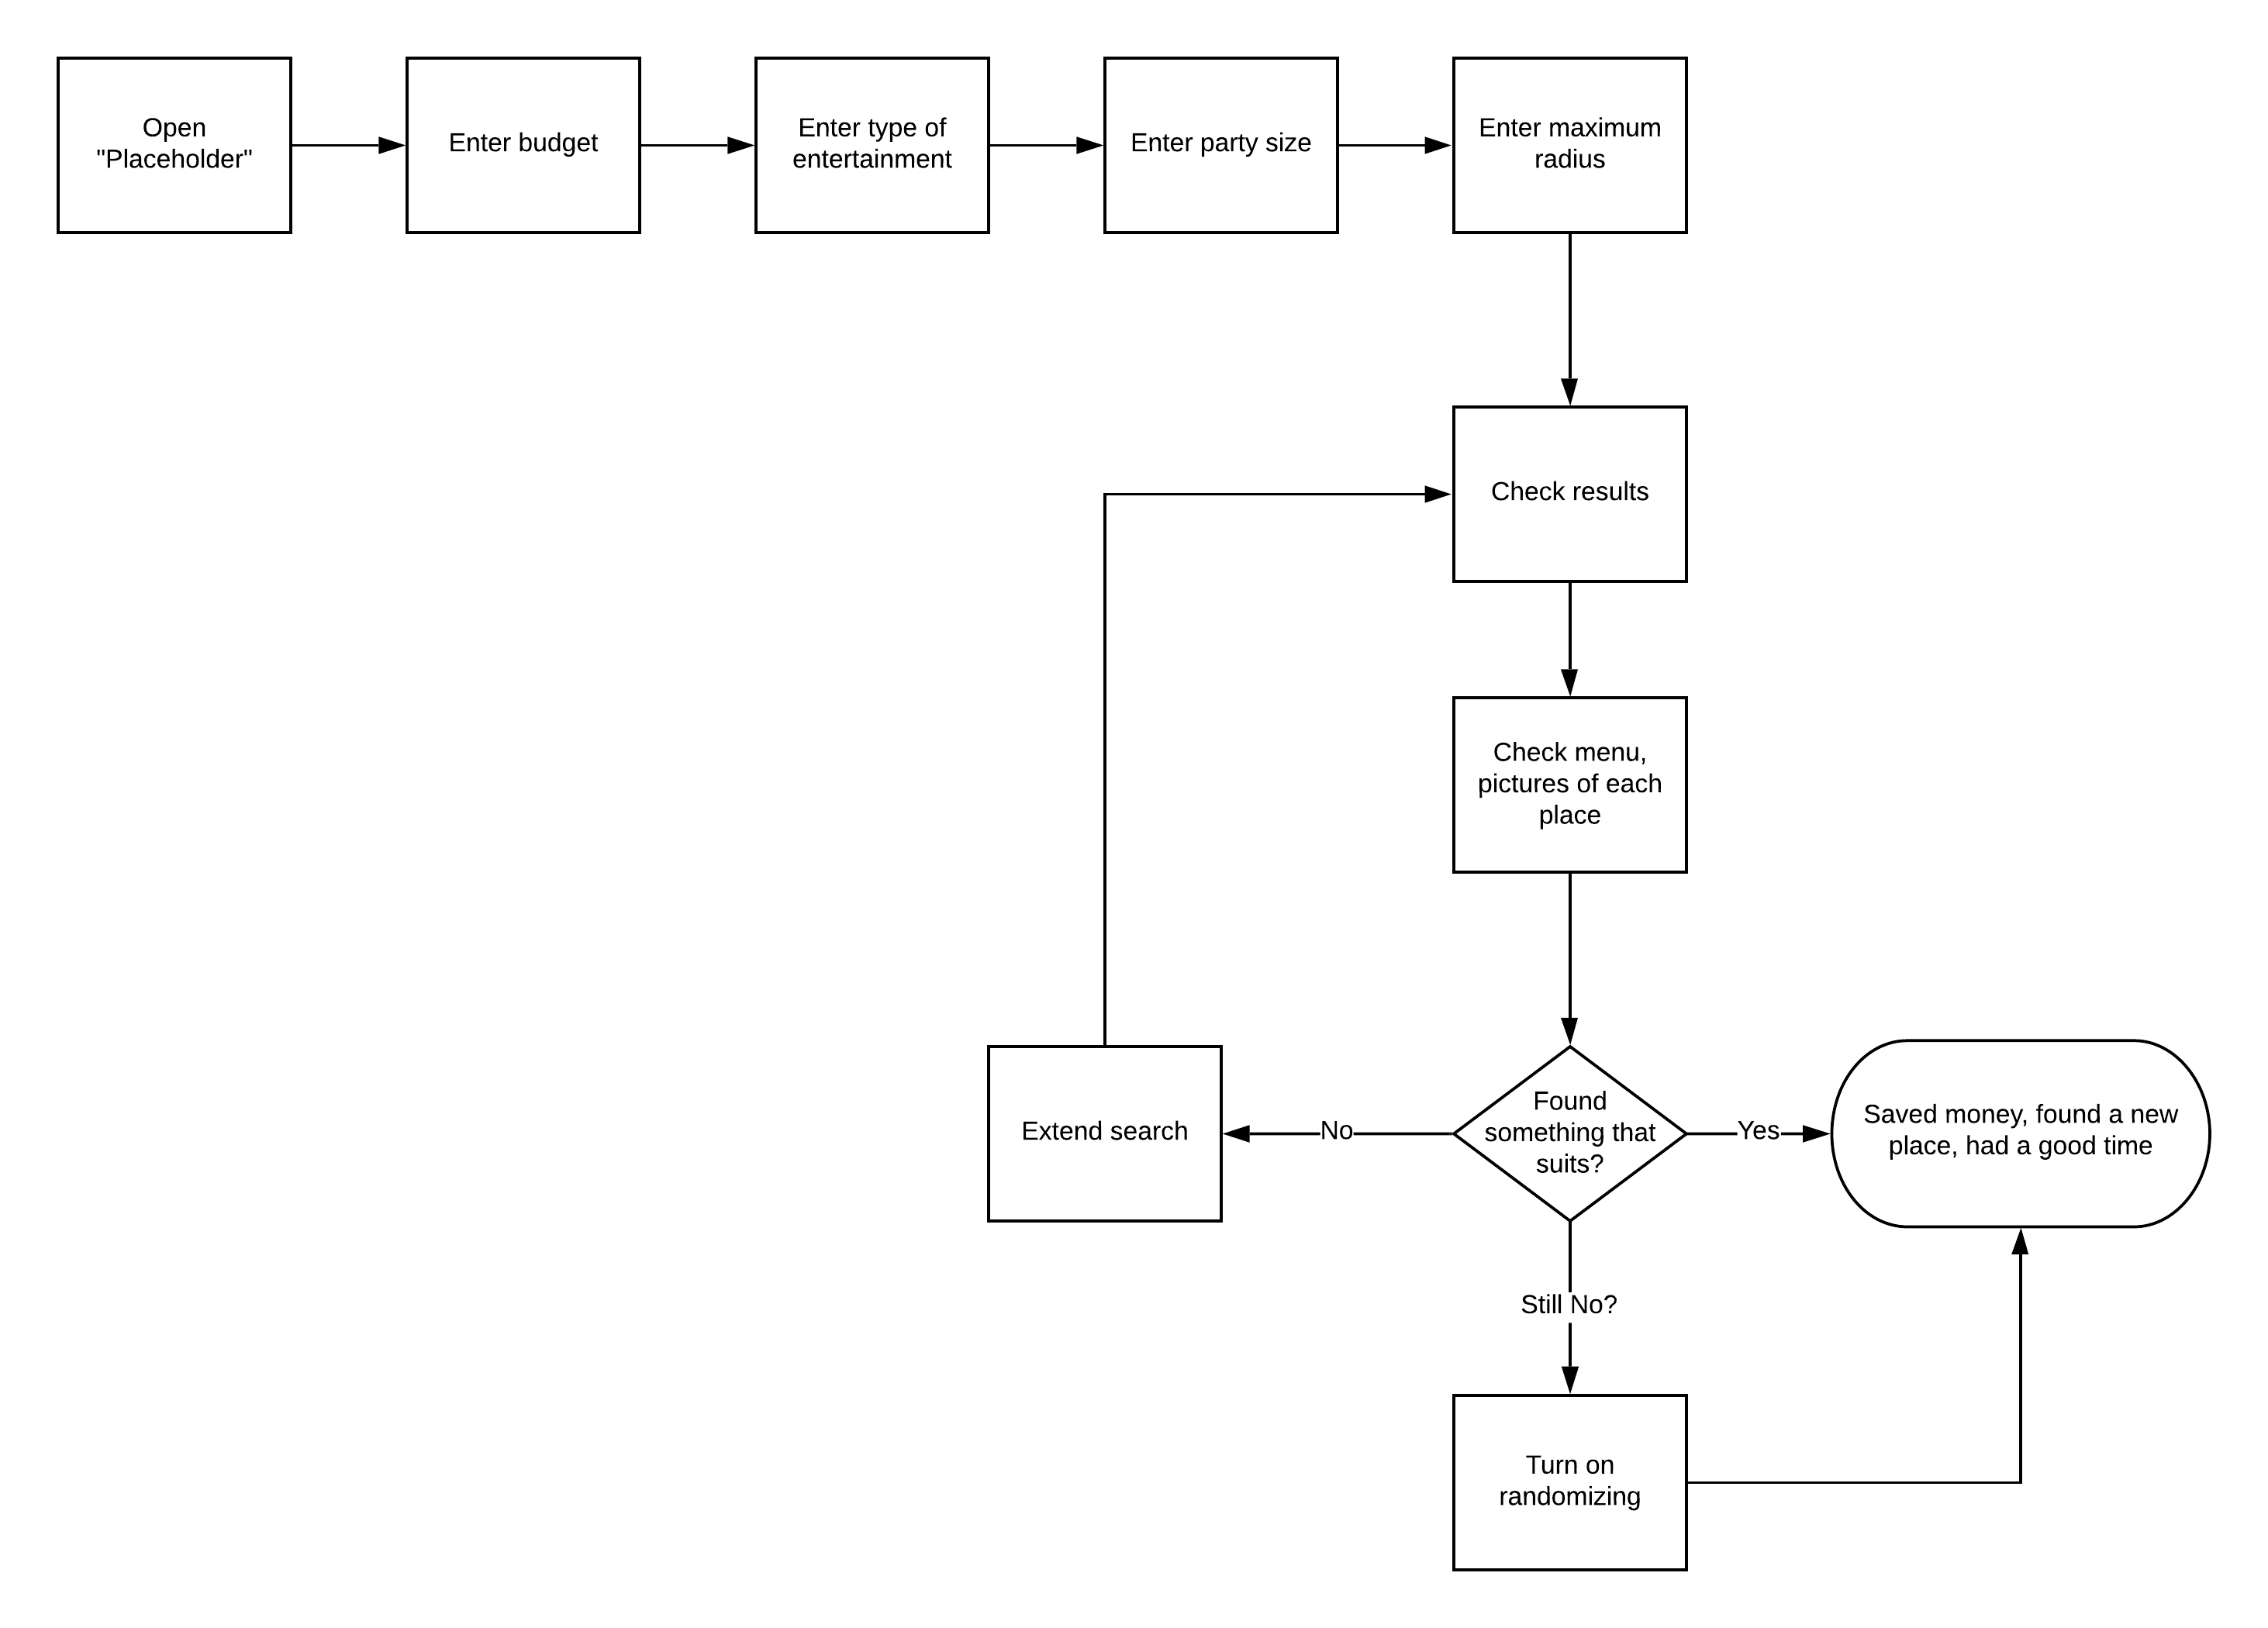 Open
"Placeholder"
Enter budget
Enter type of
entertainment
Enter party size
Enter maximum
radius
Check results
Check menu,
pictures of each
place
Found
something that
suits?
No
Extend search
Yes
Saved money, found a new
place, had a good time
Still No?
Turn on
randomizing